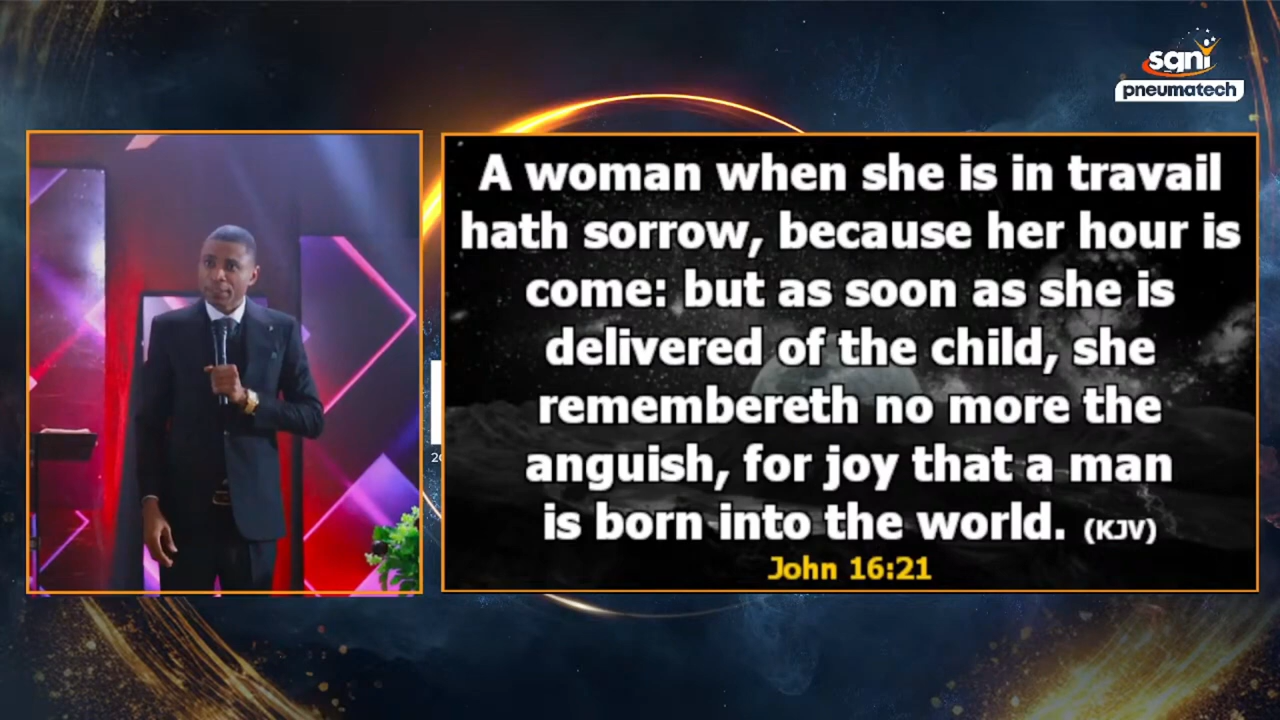 sqni
pneumatech
A woman when she is in travail
hath sorrow, because her hour is
come: but as soon as she is
delivered of the child, she
remembereth no more the
anguish, for joy that a man
is born into the world. (KJV)
John 16:21